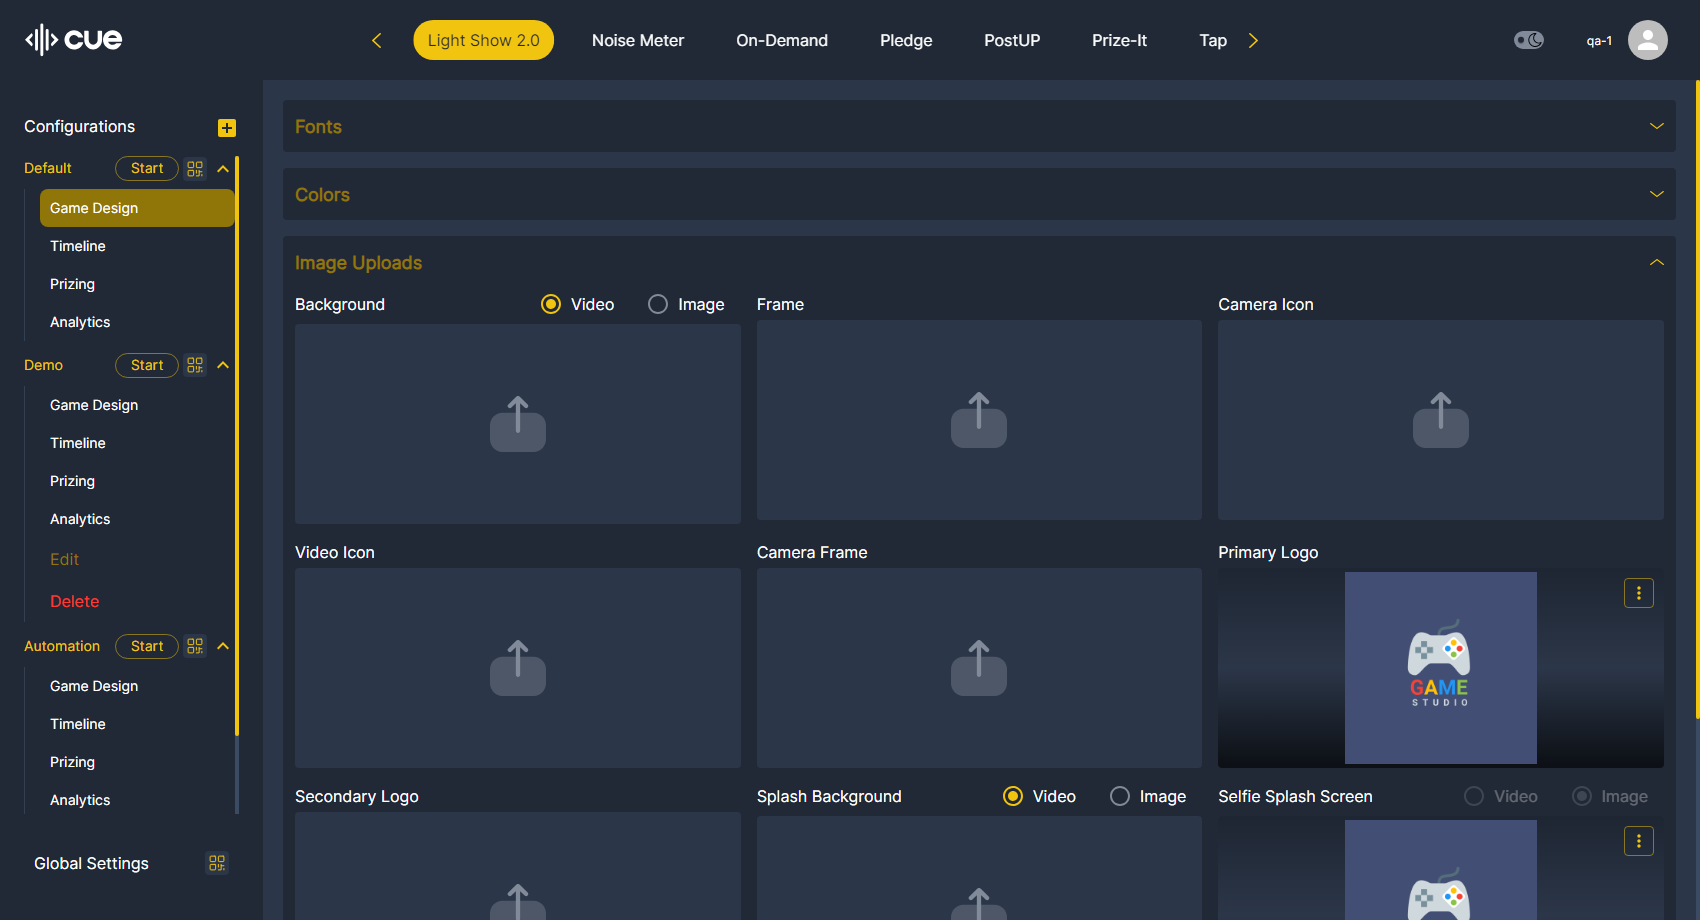 cue
Light Show 2.0
Noise Meter
On-Demand
Pledge
PostUP
Prize-It
Tap
qa-1
Configurations
Default
Start
Game Design
Timeline
Prizing
Analytics
Demo
Start
Game Design
Timeline
Prizing
Analytics
Edit
Delete
Automation
Start
Game Design
Timeline
Prizing
Analytics
Global Settings
Fonts
Colors
Image Uploads
Background
Video
Image
Frame
Camera Icon
Video Icon
Camera Frame
Primary Logo
GAME
STUDIO
Secondary Logo
Splash Background
Video
Image
Selfie Splash Screen
Video
Image